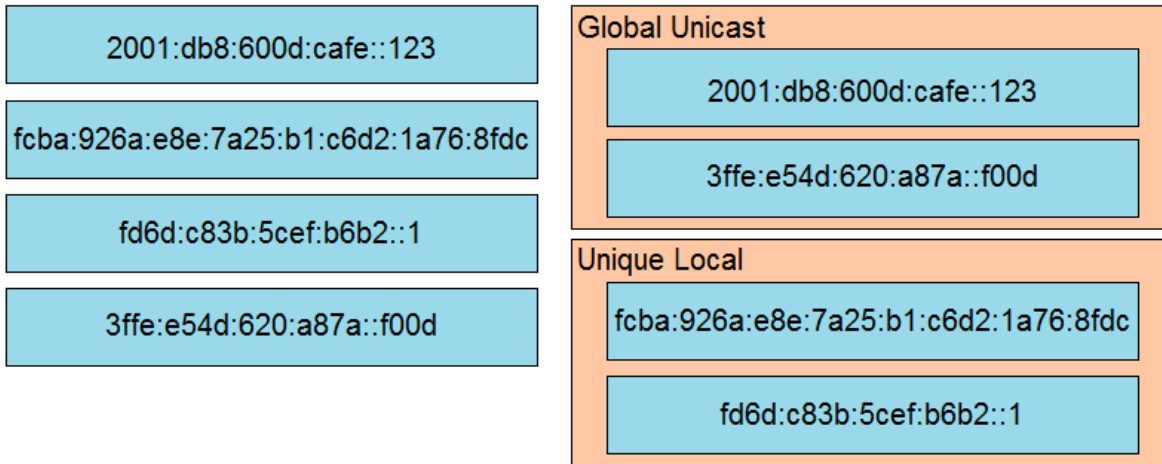 2001:db8:600d:cafe::123
fcba:926a:e8e:7a25:b1:c6d2:1a76:8fdc
fd6d:c83b:5cef:b6b2::1
3ffe:e54d:620:a87a::f00d
Global Unicast
2001:db8:600d:cafe::123
3ffe:e54d:620:a87a::f00d
Unique Local
fcba:926a:e8e:7a25:b1:c6d2:1a76:8fdc
fd6d:c83b:5cef:b6b2::1